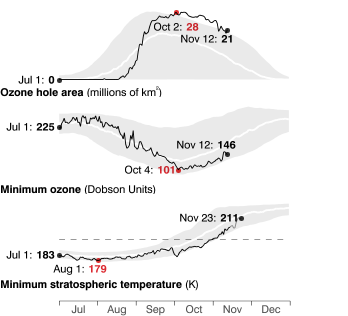 Oct 2: 28
Nov 12: 21
Jul 1: 0
Ozone hole area (millions of km²)
Jul 1: 225
Nov 12: 146
Oct 4: 101
Minimum ozone (Dobson Units)
Nov 23: 211
Jul 1: 183
Aug 1: 179
Minimum stratospheric temperature (K)
Jul Aug Sep Oct Nov Dec